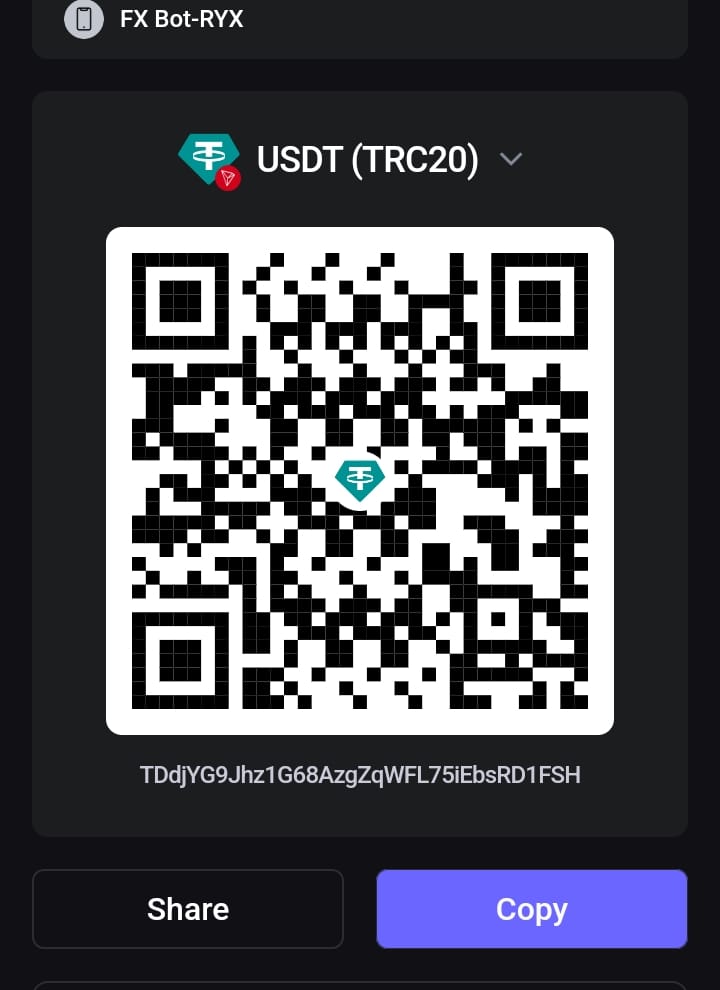 FX Bot-RYX
USDT (TRC20)
TDdjYG9Jhz1G68AzgZqWFL75iEbsRD1FSH
Share
Copy